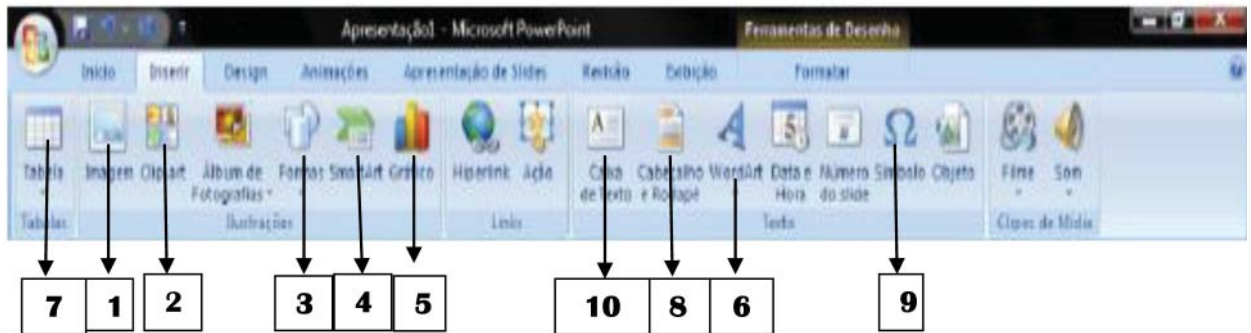 Apresentação1 - Microsoft PowerPoint Ferramentas de Desenho
Início Inserir Design Animações Apresentação de Slides Revisão Exibição Formatar
Tabela Imagem Clip-art Álbum de Fotografias Formas SmartArt Gráfico Hiperlink Ação Caixa de Texto Cabeçalho e Rodapé WordArt Data e Hora Número do slide Símbolo Objeto Filme Som
Tabelas Ilustrações Links Texto Clipes de Mídia
7 1 2 3 4 5 10 8 6 9